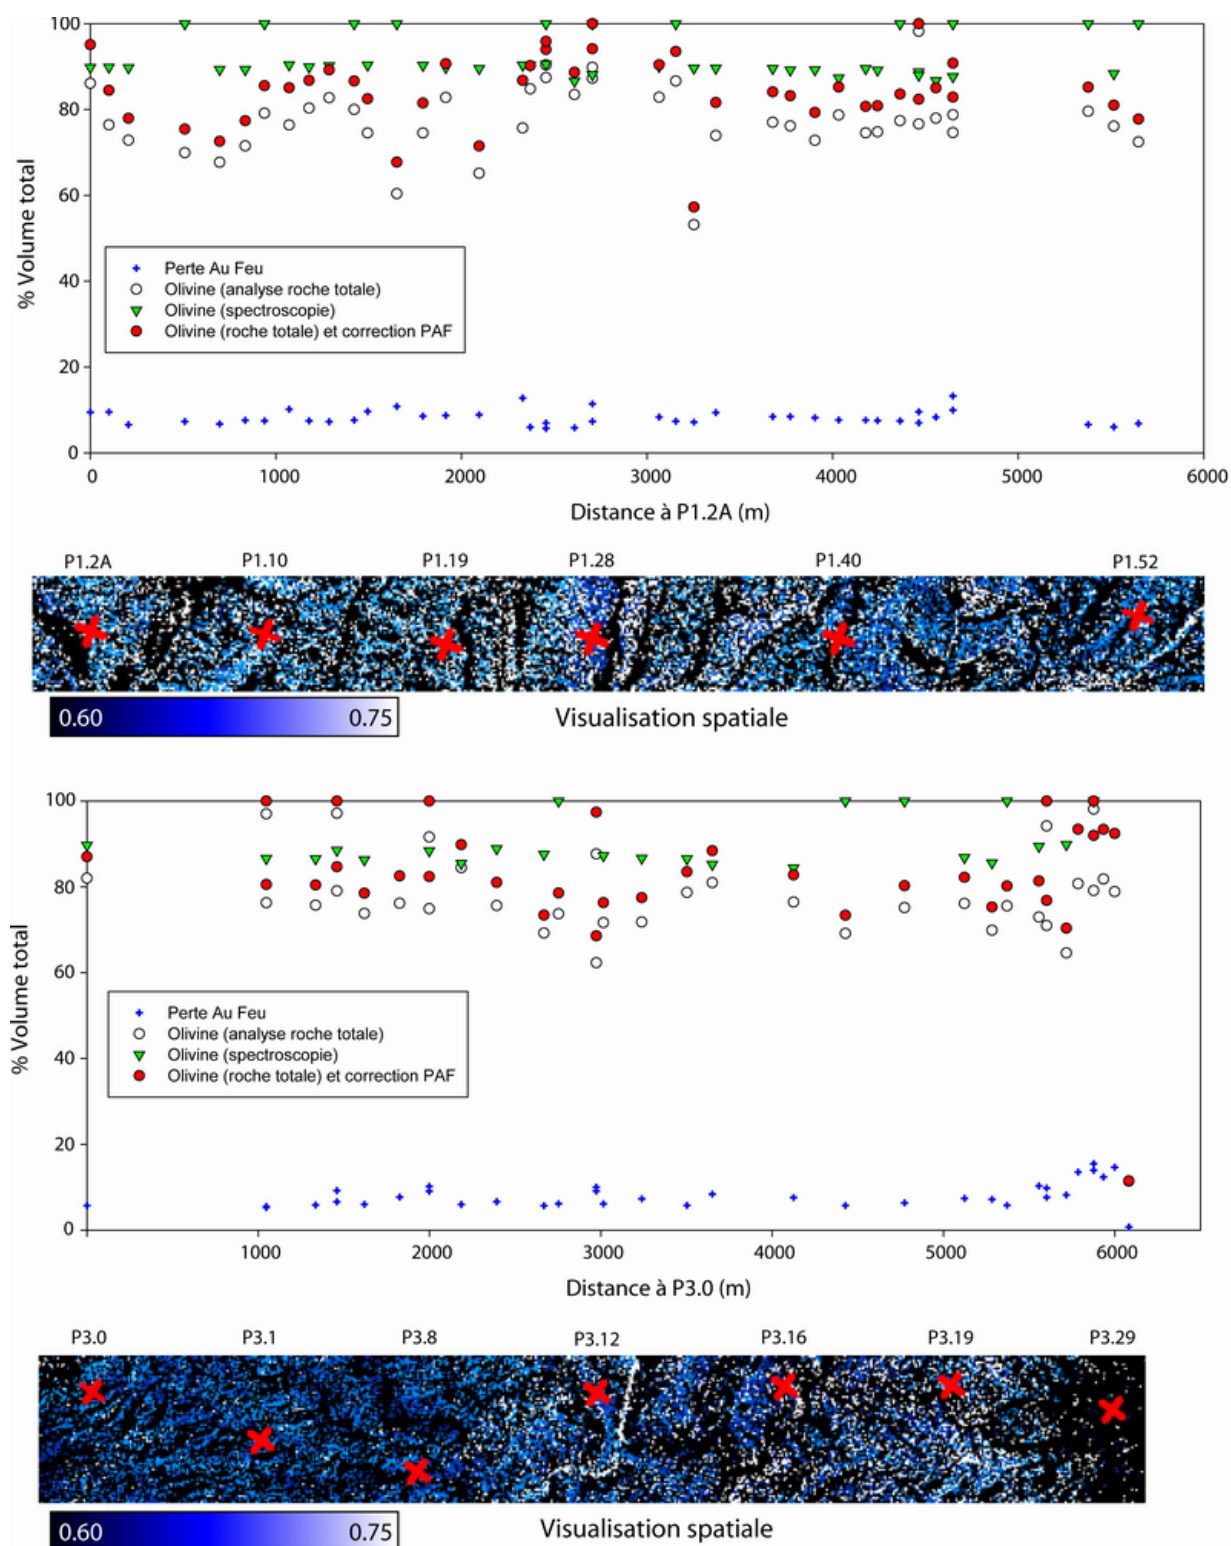 100
80
60
40
20
0
% Volume total
Perte Au Feu
Olivine (analyse roche totale)
Olivine (spectroscopie)
Olivine (roche totale) et correction PAF
0 1000 2000 3000 4000 5000 6000
Distance à P1.2A (m)
P1.2A P1.10 P1.19 P1.28 P1.40 P1.52
0.60 0.75 Visualisation spatiale
100
80
60
40
20
0
% Volume total
Perte Au Feu
Olivine (analyse roche totale)
Olivine (spectroscopie)
Olivine (roche totale) et correction PAF
1000 2000 3000 4000 5000 6000
Distance à P3.0 (m)
P3.0 P3.1 P3.8 P3.12 P3.16 P3.19 P3.29
0.60 0.75 Visualisation spatiale